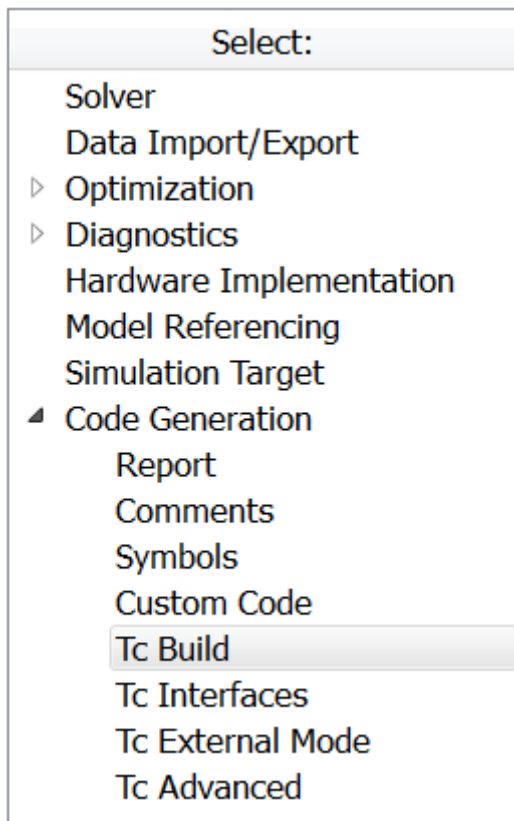 Select:
Solver
Data Import/Export
Optimization
Diagnostics
Hardware Implementation
Model Referencing
Simulation Target
Code Generation
Report
Comments
Symbols
Custom Code
Tc Build
Tc Interfaces
Tc External Mode
Tc Advanced